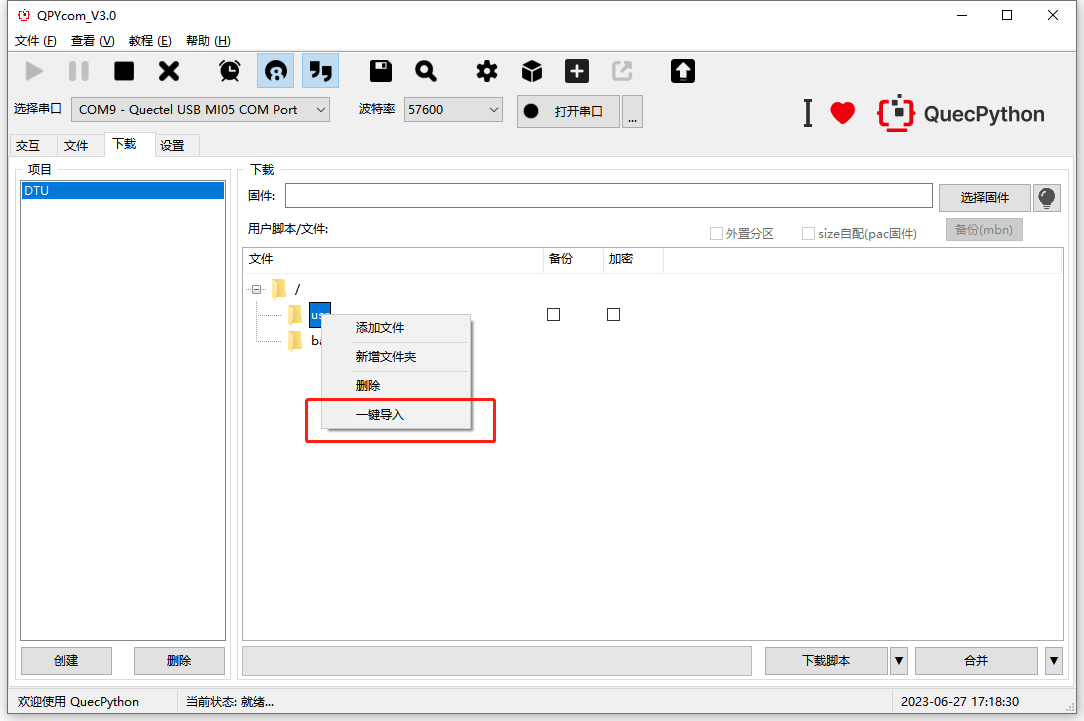 QPYcom_V3.0
文件 (F) 查看 (V) 教程 (E) 帮助 (H)
选择串口 COM9 - Quectel USB MI05 COM Port 波特率 57600 打开串口 ... I QuecPython
交互 文件 下载 设置
项目 下载
DTU
固件: 选择固件
用户脚本/文件: 外置分区 size自配(pac固件) 备份(mbn)
文件 备份 加密
/
us
添加文件
ba
新增文件夹
删除
一键导入
创建 删除 下载脚本 合并
欢迎使用 QuecPython 当前状态: 就绪... 2023-06-27 17:18:30